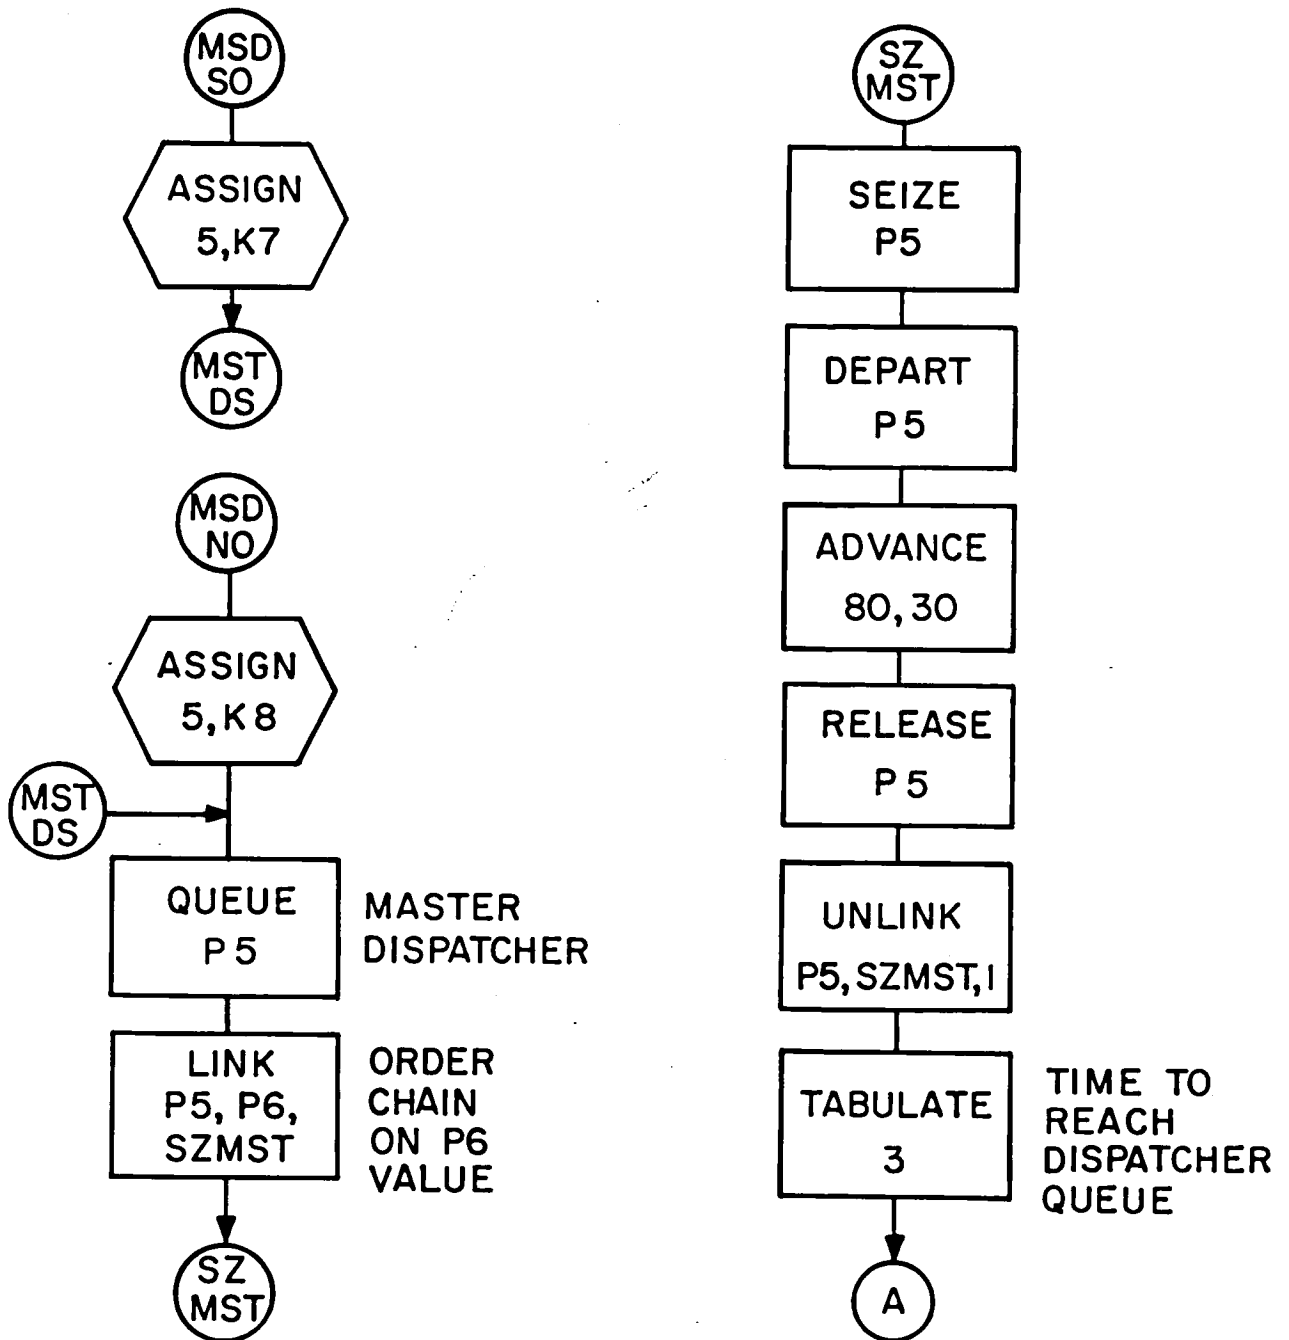 MSD
SO
ASSIGN
5,K7
MST
DS
MSD
NO
ASSIGN
5,K8
MST
DS
QUEUE
P5
MASTER
DISPATCHER
LINK
P5, P6,
SZMST
ORDER
CHAIN
ON P6
VALUE
SZ
MST
SZ
MST
SEIZE
P5
DEPART
P5
ADVANCE
80,30
RELEASE
P5
UNLINK
P5,SZMST,1
TABULATE
3
TIME TO
REACH
DISPATCHER
QUEUE
A